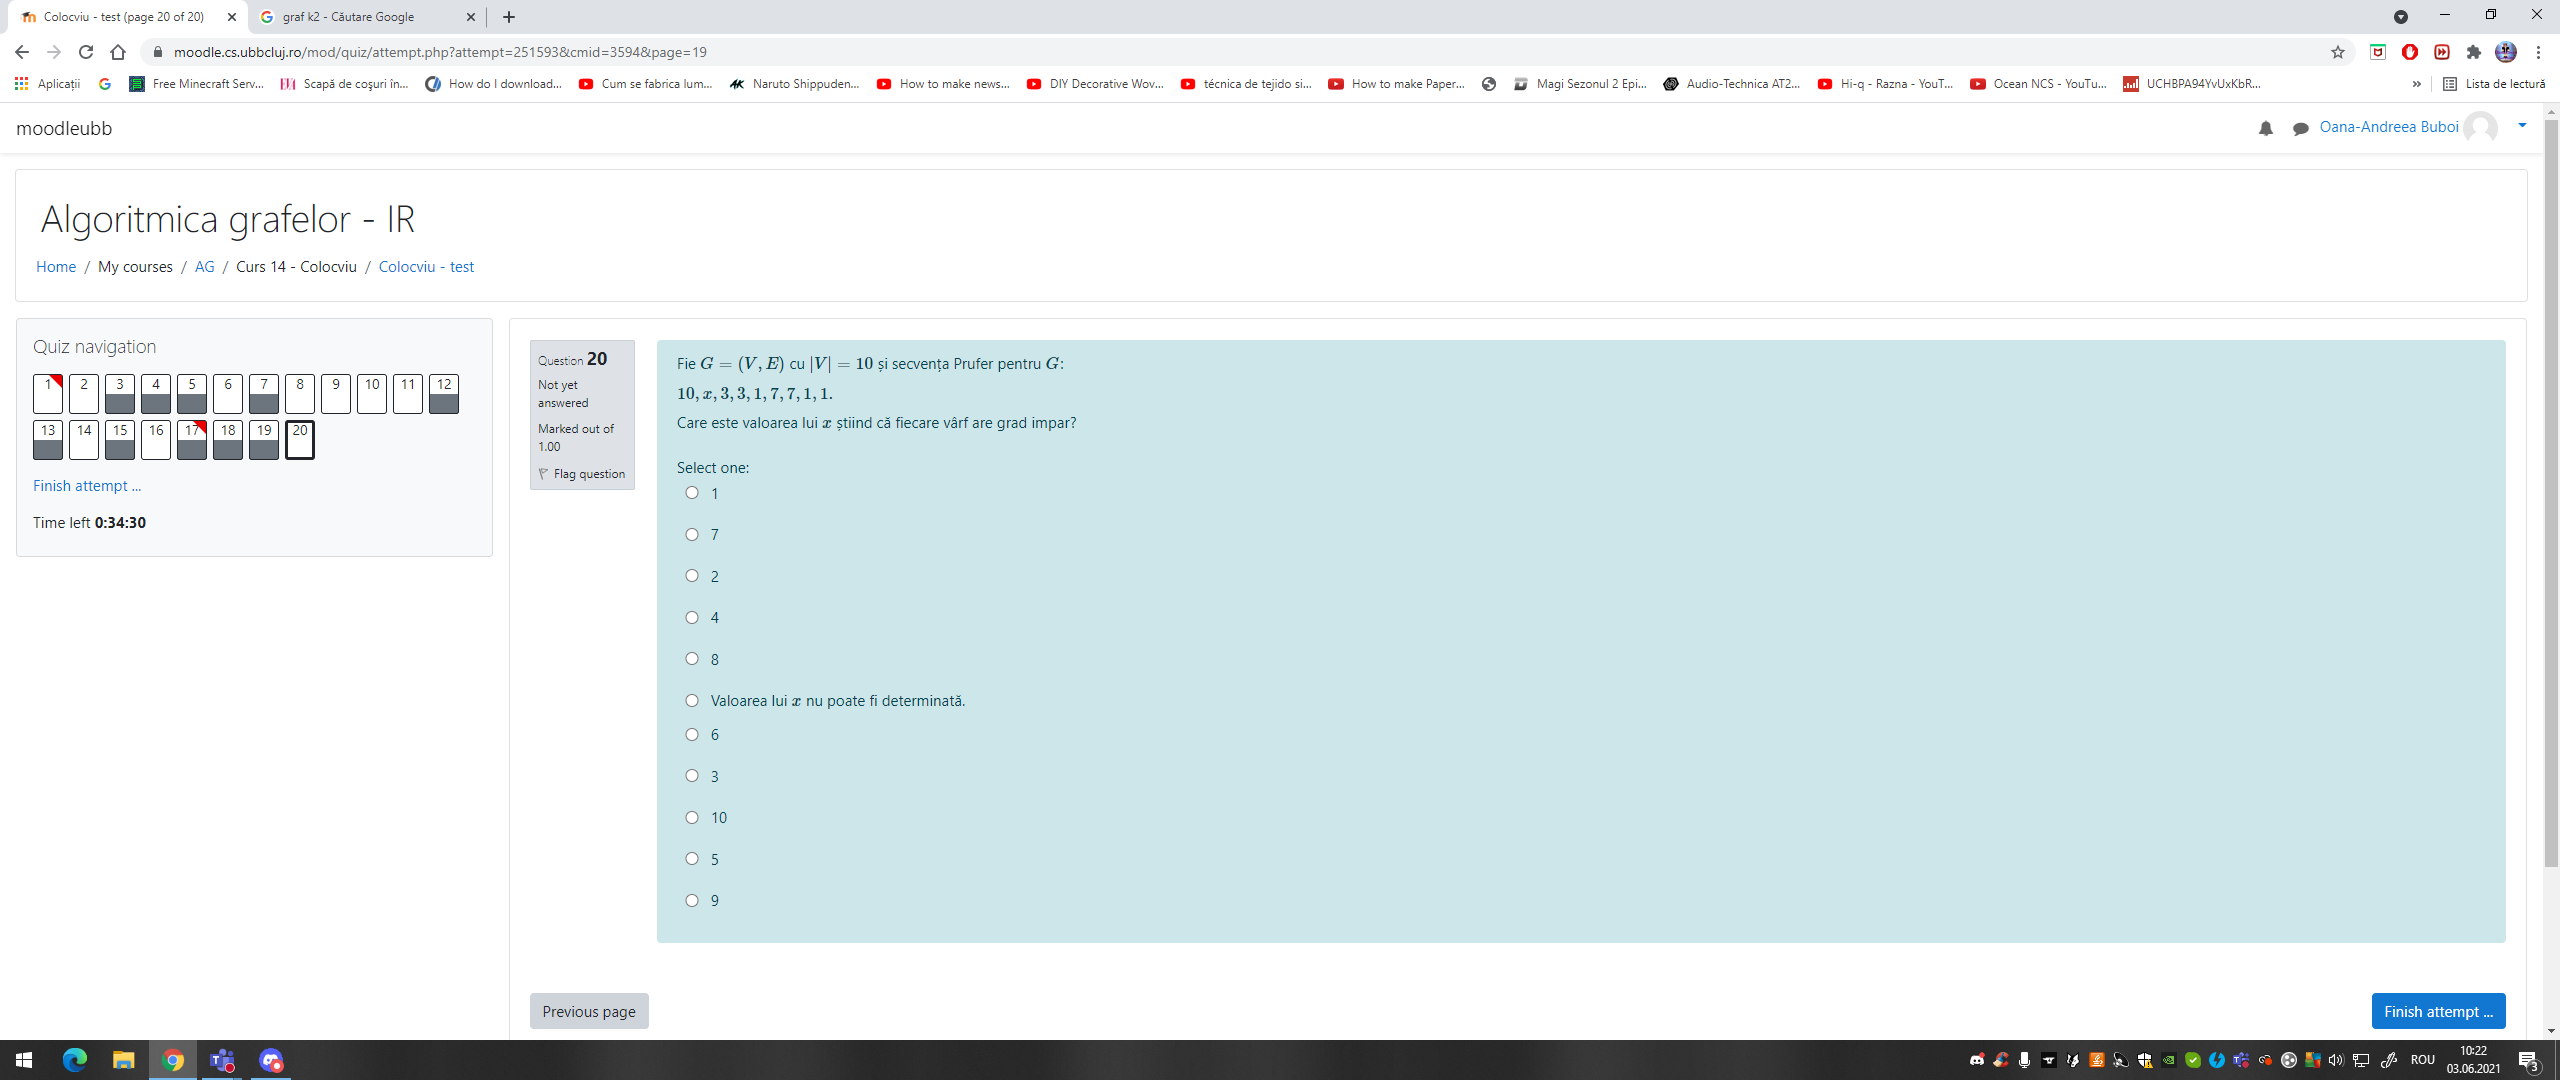 Colocviu - test (page 20 of 20)
graf k2 - Căutare Google
moodle.cs.ubbcluj.ro/mod/quiz/attempt.php?attempt=251593&cmid=3594&page=19
Aplicații
Free Minecraft Serv...
Scapă de coșuri în...
How do I download...
Cum se fabrica lum...
Naruto Shippuden...
How to make news...
DIY Decorative Wov...
técnica de tejido si...
How to make Paper...
Magi Sezonul 2 Epi...
Audio-Technica AT2...
Hi-q - Razna - YouT...
Ocean NCS - YouTu...
UCHBPA94YvUxKbR...
»
Lista de lectură
moodleubb
Oana-Andreea Buboi
Algoritmica grafelor - IR
Home / My courses / AG / Curs 14 - Colocviu / Colocviu - test
Quiz navigation
1 2 3 4 5 6 7 8 9 10 11 12
13 14 15 16 17 18 19 20
Finish attempt ...
Time left 0:34:30
Question 20
Not yet
answered
Marked out of
1.00
Flag question
Fie G = (V, E) cu |V| = 10 și secvența Prufer pentru G:
10, x, 3, 3, 1, 7, 7, 1, 1.
Care este valoarea lui x știind că fiecare vârf are grad impar?
Select one:
1
7
2
4
8
Valoarea lui x nu poate fi determinată.
6
3
10
5
9
Previous page
Finish attempt ...
ROU
10:22
03.06.2021
3